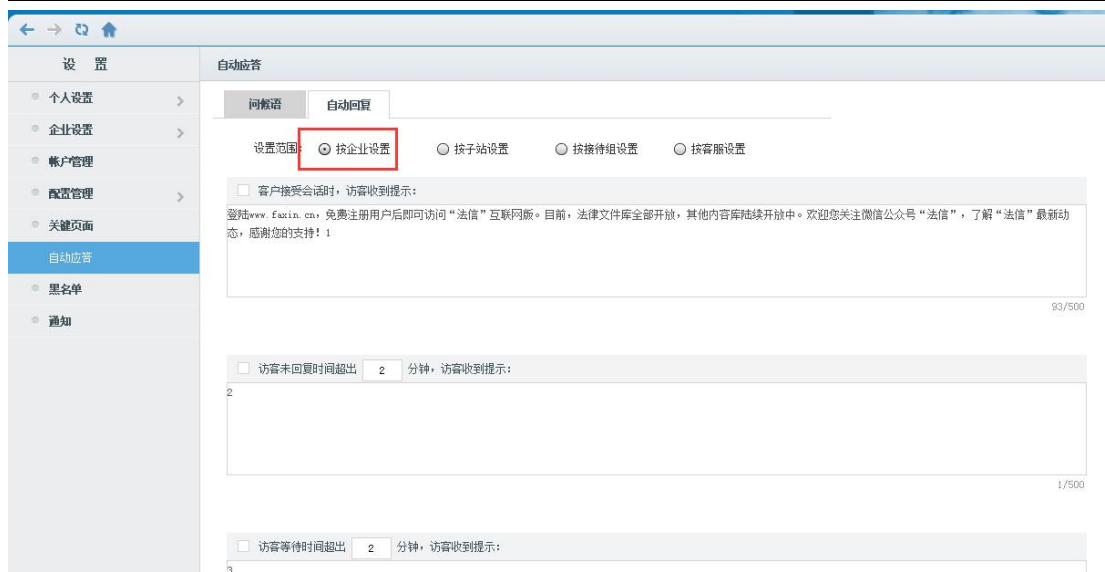 设 置
个人设置
企业设置
帐户管理
配置管理
关键页面
自动应答
黑名单
通知
自动应答
问候语 自动回复
设置范围: 按企业设置 按子站设置 按接待组设置 按客服设置
客户接受会话时，访客收到提示:
登陆www.faxin.cn，免费注册用户后即可访问“法信”互联网版。目前，法律文件库全部开放，其他内容库陆续开放中。欢迎您关注微信公众号“法信”，了解“法信”最新动
态，感谢您的支持！1
93/500
访客未回复时间超出 2 分钟，访客收到提示:
2
1/500
访客等待时间超出 2 分钟，访客收到提示:
3